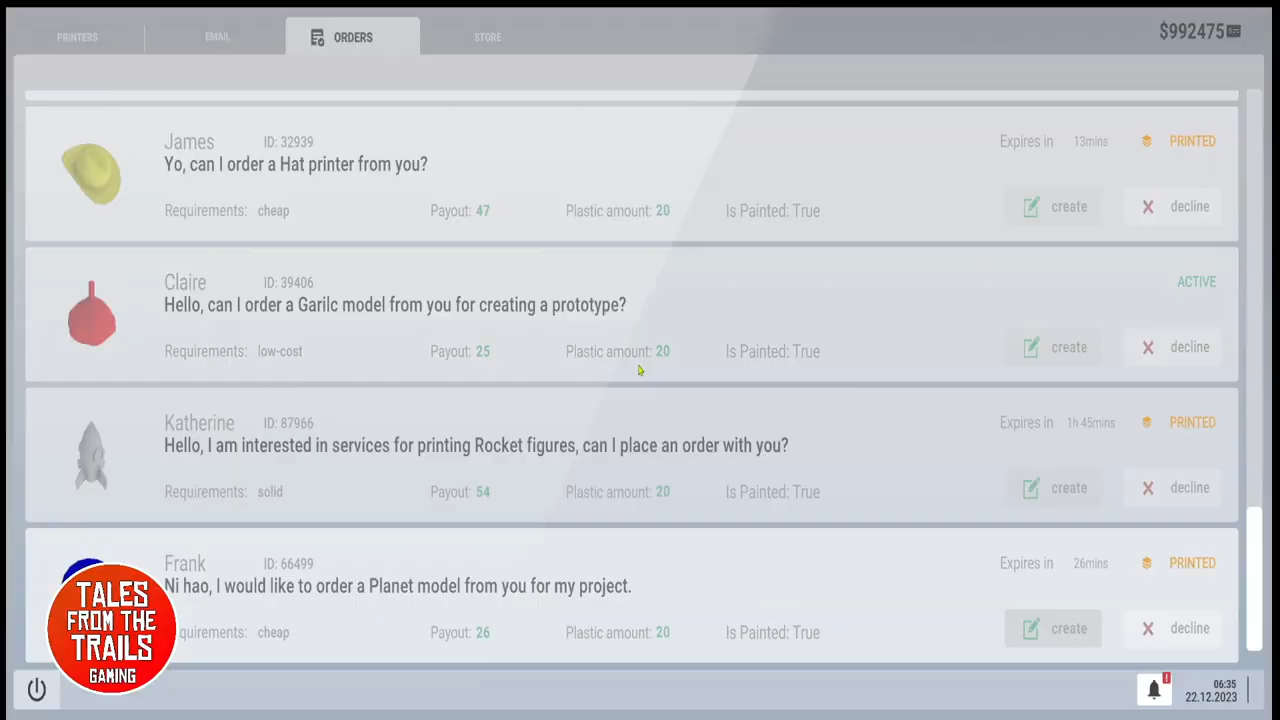 PRINTERS
EMAIL
ORDERS
STORE
$992475
James ID: 32939
Expires in 13mins PRINTED
Yo, can I order a Hat printer from you?
Requirements: cheap Payout: 47 Plastic amount: 20 Is Painted: True
create decline
Claire ID: 39406
ACTIVE
Hello, can I order a Garilc model from you for creating a prototype?
Requirements: low-cost Payout: 25 Plastic amount: 20 Is Painted: True
create decline
Katherine ID: 87966
Expires in 1h 45mins PRINTED
Hello, I am interested in services for printing Rocket figures, can I place an order with you?
Requirements: solid Payout: 54 Plastic amount: 20 Is Painted: True
create decline
Frank ID: 66499
Expires in 26mins PRINTED
Ni hao, I would like to order a Planet model from you for my project.
quirements: cheap Payout: 26 Plastic amount: 20 Is Painted: True
create decline
TALES
FROM THE
TRAILS
GAMING
06:35
22.12.2023